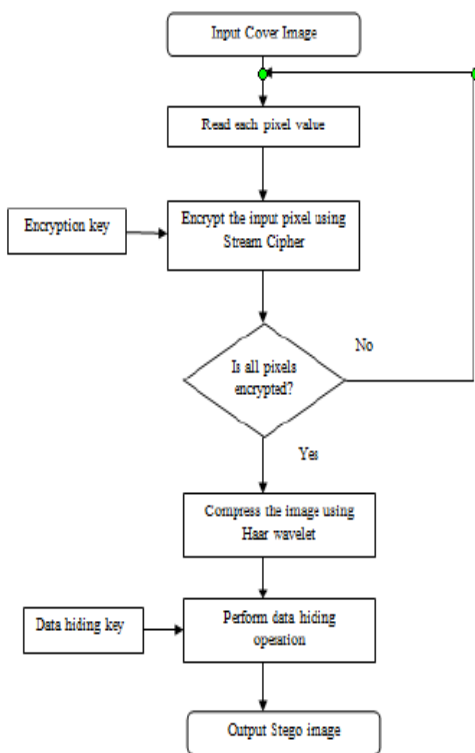 Input Cover Image
Read each pixel value
Encryption key
Encrypt the input pixel using
Stream Cipher
No
Is all pixels
encrypted?
Yes
Compress the image using
Haar wavelet
Data hiding key
Perform data hiding
operation
Output Stego image